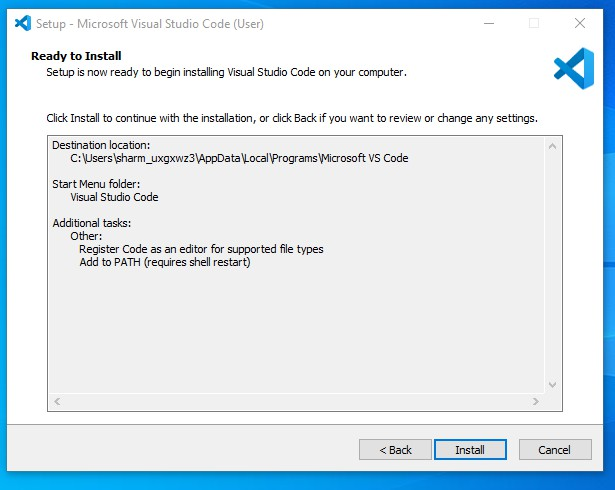 Setup - Microsoft Visual Studio Code (User)
Ready to Install
Setup is now ready to begin installing Visual Studio Code on your computer.
Click Install to continue with the installation, or click Back if you want to review or change any settings.
Destination location:
C:\Users\sharm_uxgxwz3\AppData\Local\Programs\Microsoft VS Code
Start Menu folder:
Visual Studio Code
Additional tasks:
Other:
Register Code as an editor for supported file types
Add to PATH (requires shell restart)
< Back Install Cancel